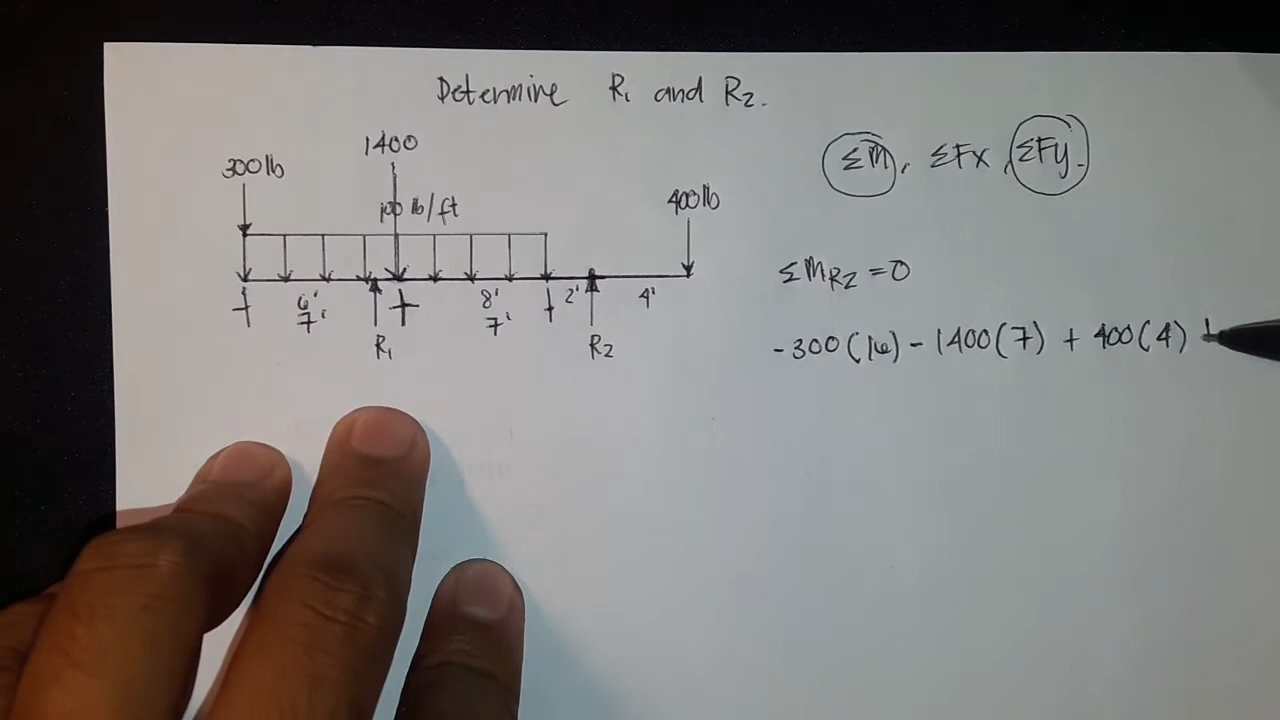 Determine R1 and R2.
1400
300 lb
ΣM, ΣFx, ΣFy.
100 lb/ft
400 lb
ΣMR2 = 0
6' 8' 2' 4'
7' 7'
R1 R2
-300(16) - 1400(7) + 400(4) +